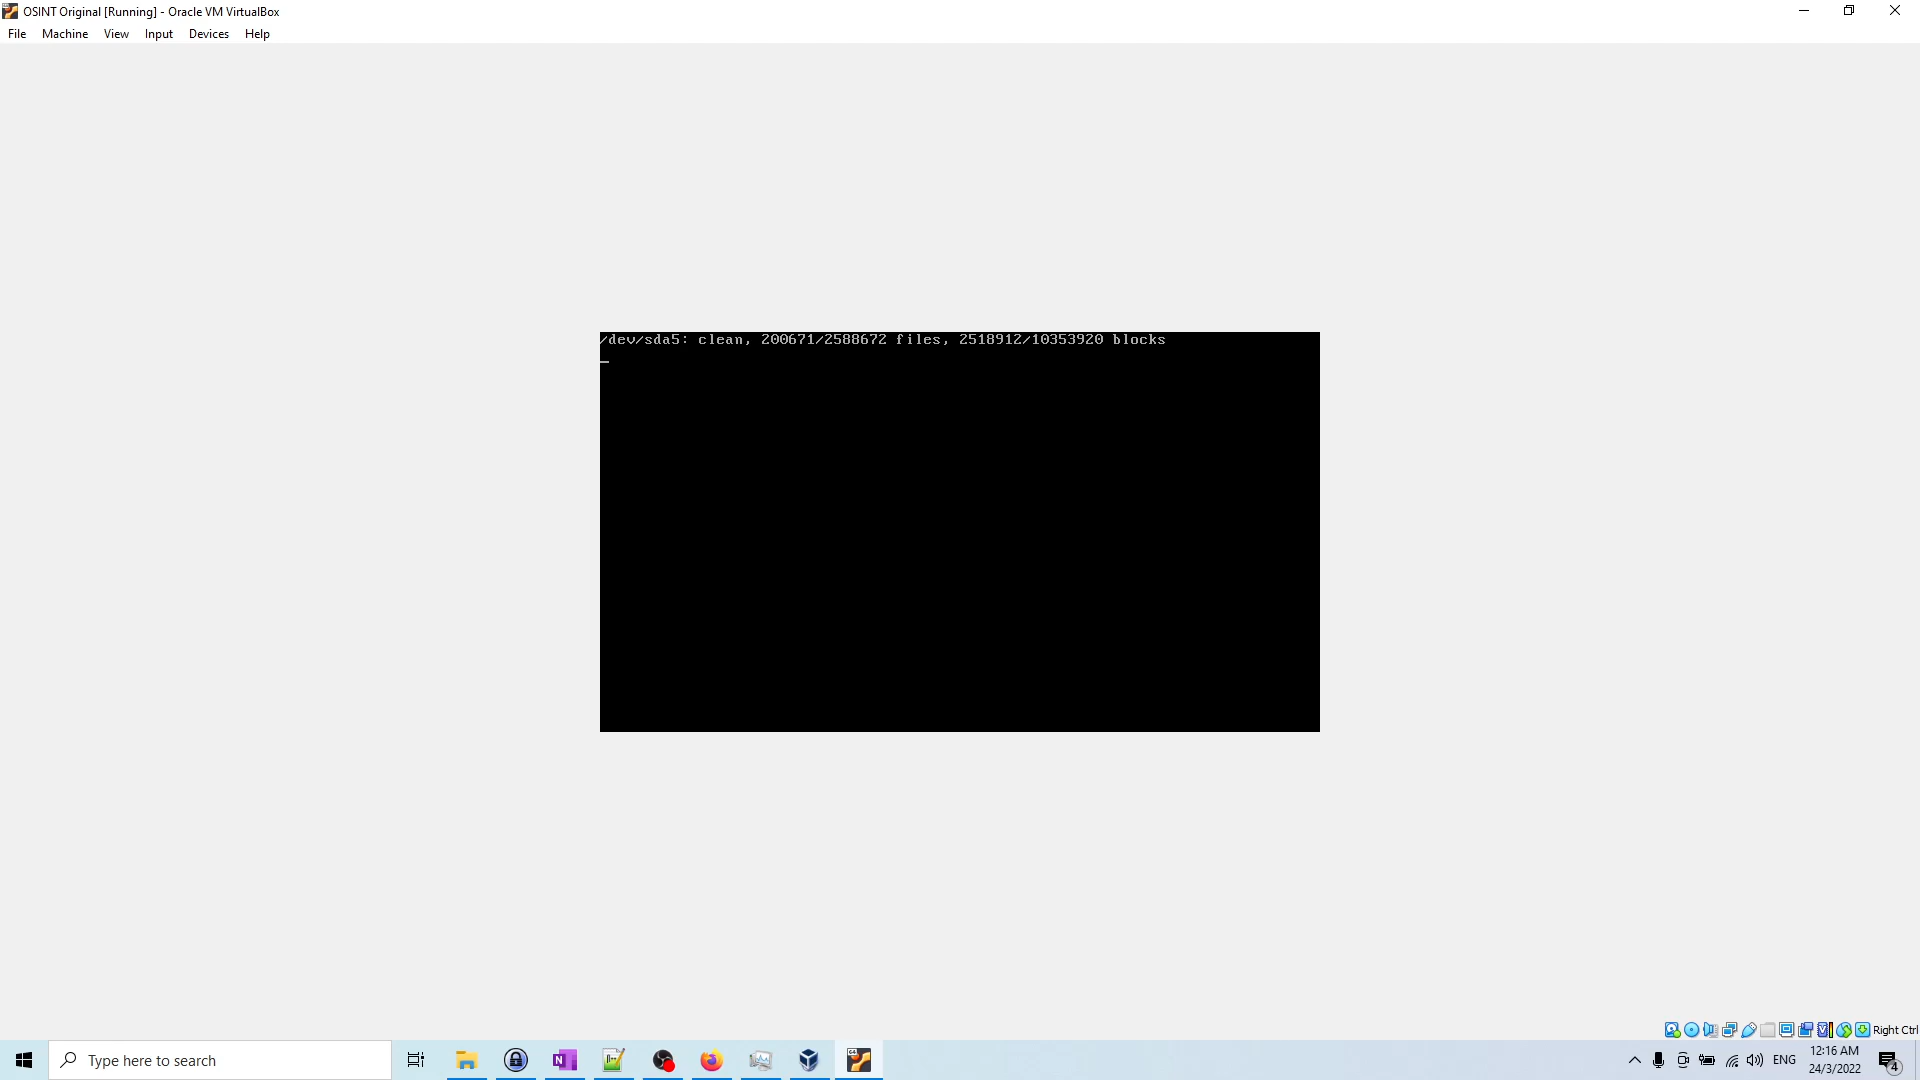 OSINT Original [Running] - Oracle VM VirtualBox
File Machine View Input Devices Help
/dev/sda5: clean, 200671/2588672 files, 2518912/10353920 blocks
Right Ctrl
Type here to search
ENG
12:16 AM
24/3/2022
4